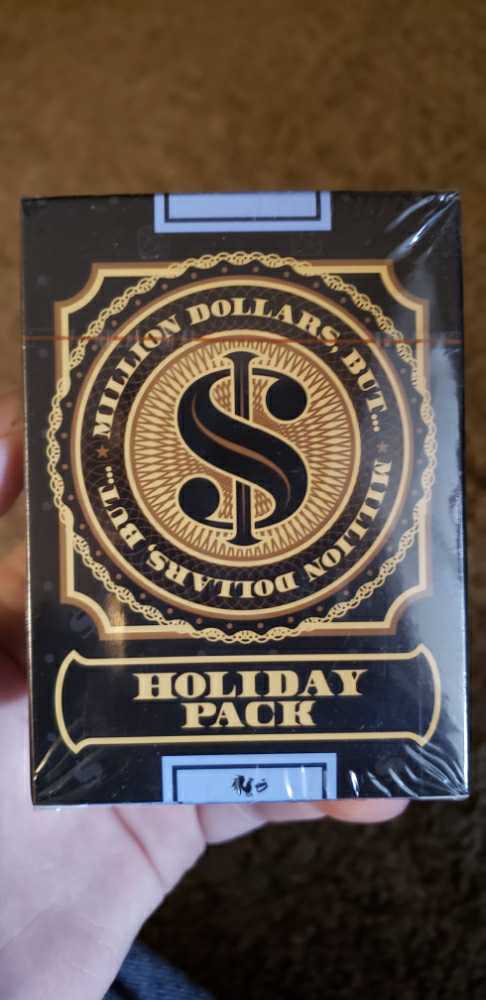 MILLION DOLLARS, BUT...
★ MILLION DOLLARS, BUT... ★
$
HOLIDAY
PACK